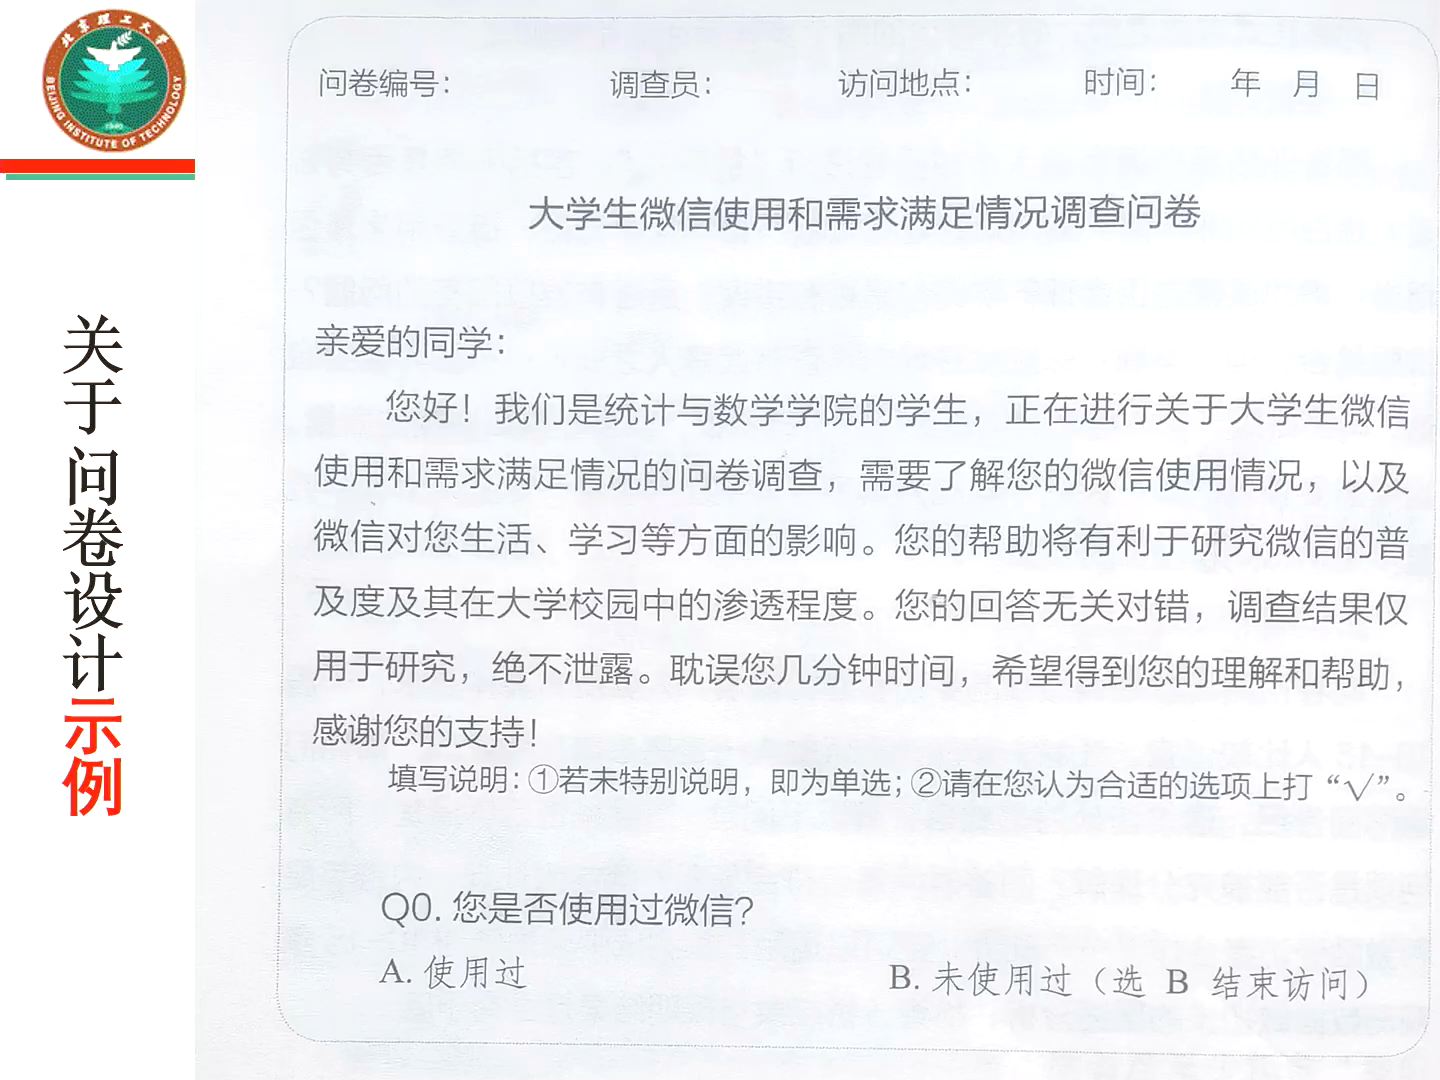 北京理工大学
BEIJING INSTITUTE OF TECHNOLOGY
1940
关于问卷设计示例
问卷编号： 调查员： 访问地点： 时间： 年 月 日
大学生微信使用和需求满足情况调查问卷
亲爱的同学：
您好！我们是统计与数学学院的学生，正在进行关于大学生微信
使用和需求满足情况的问卷调查，需要了解您的微信使用情况，以及
微信对您生活、学习等方面的影响。您的帮助将有利于研究微信的普
及度及其在大学校园中的渗透程度。您的回答无关对错，调查结果仅
用于研究，绝不泄露。耽误您几分钟时间，希望得到您的理解和帮助，
感谢您的支持！
填写说明：①若未特别说明，即为单选；②请在您认为合适的选项上打“√”。
Q0. 您是否使用过微信？
A. 使用过 B. 未使用过（选 B 结束访问）